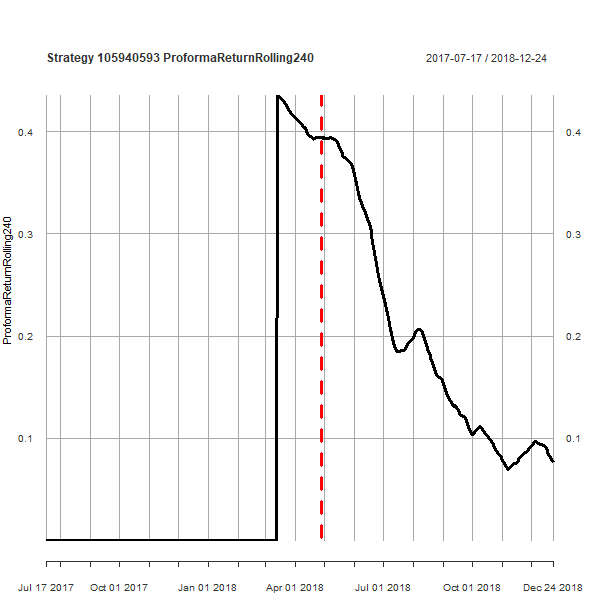 Strategy 105940593 ProformaReturnRolling240
2017-07-17 / 2018-12-24
0.4
0.4
0.3
0.3
0.2
0.2
0.1
0.1
ProformaReturnRolling240
Jul 17 2017
Oct 01 2017
Jan 01 2018
Apr 01 2018
Jul 01 2018
Oct 01 2018
Dec 24 2018